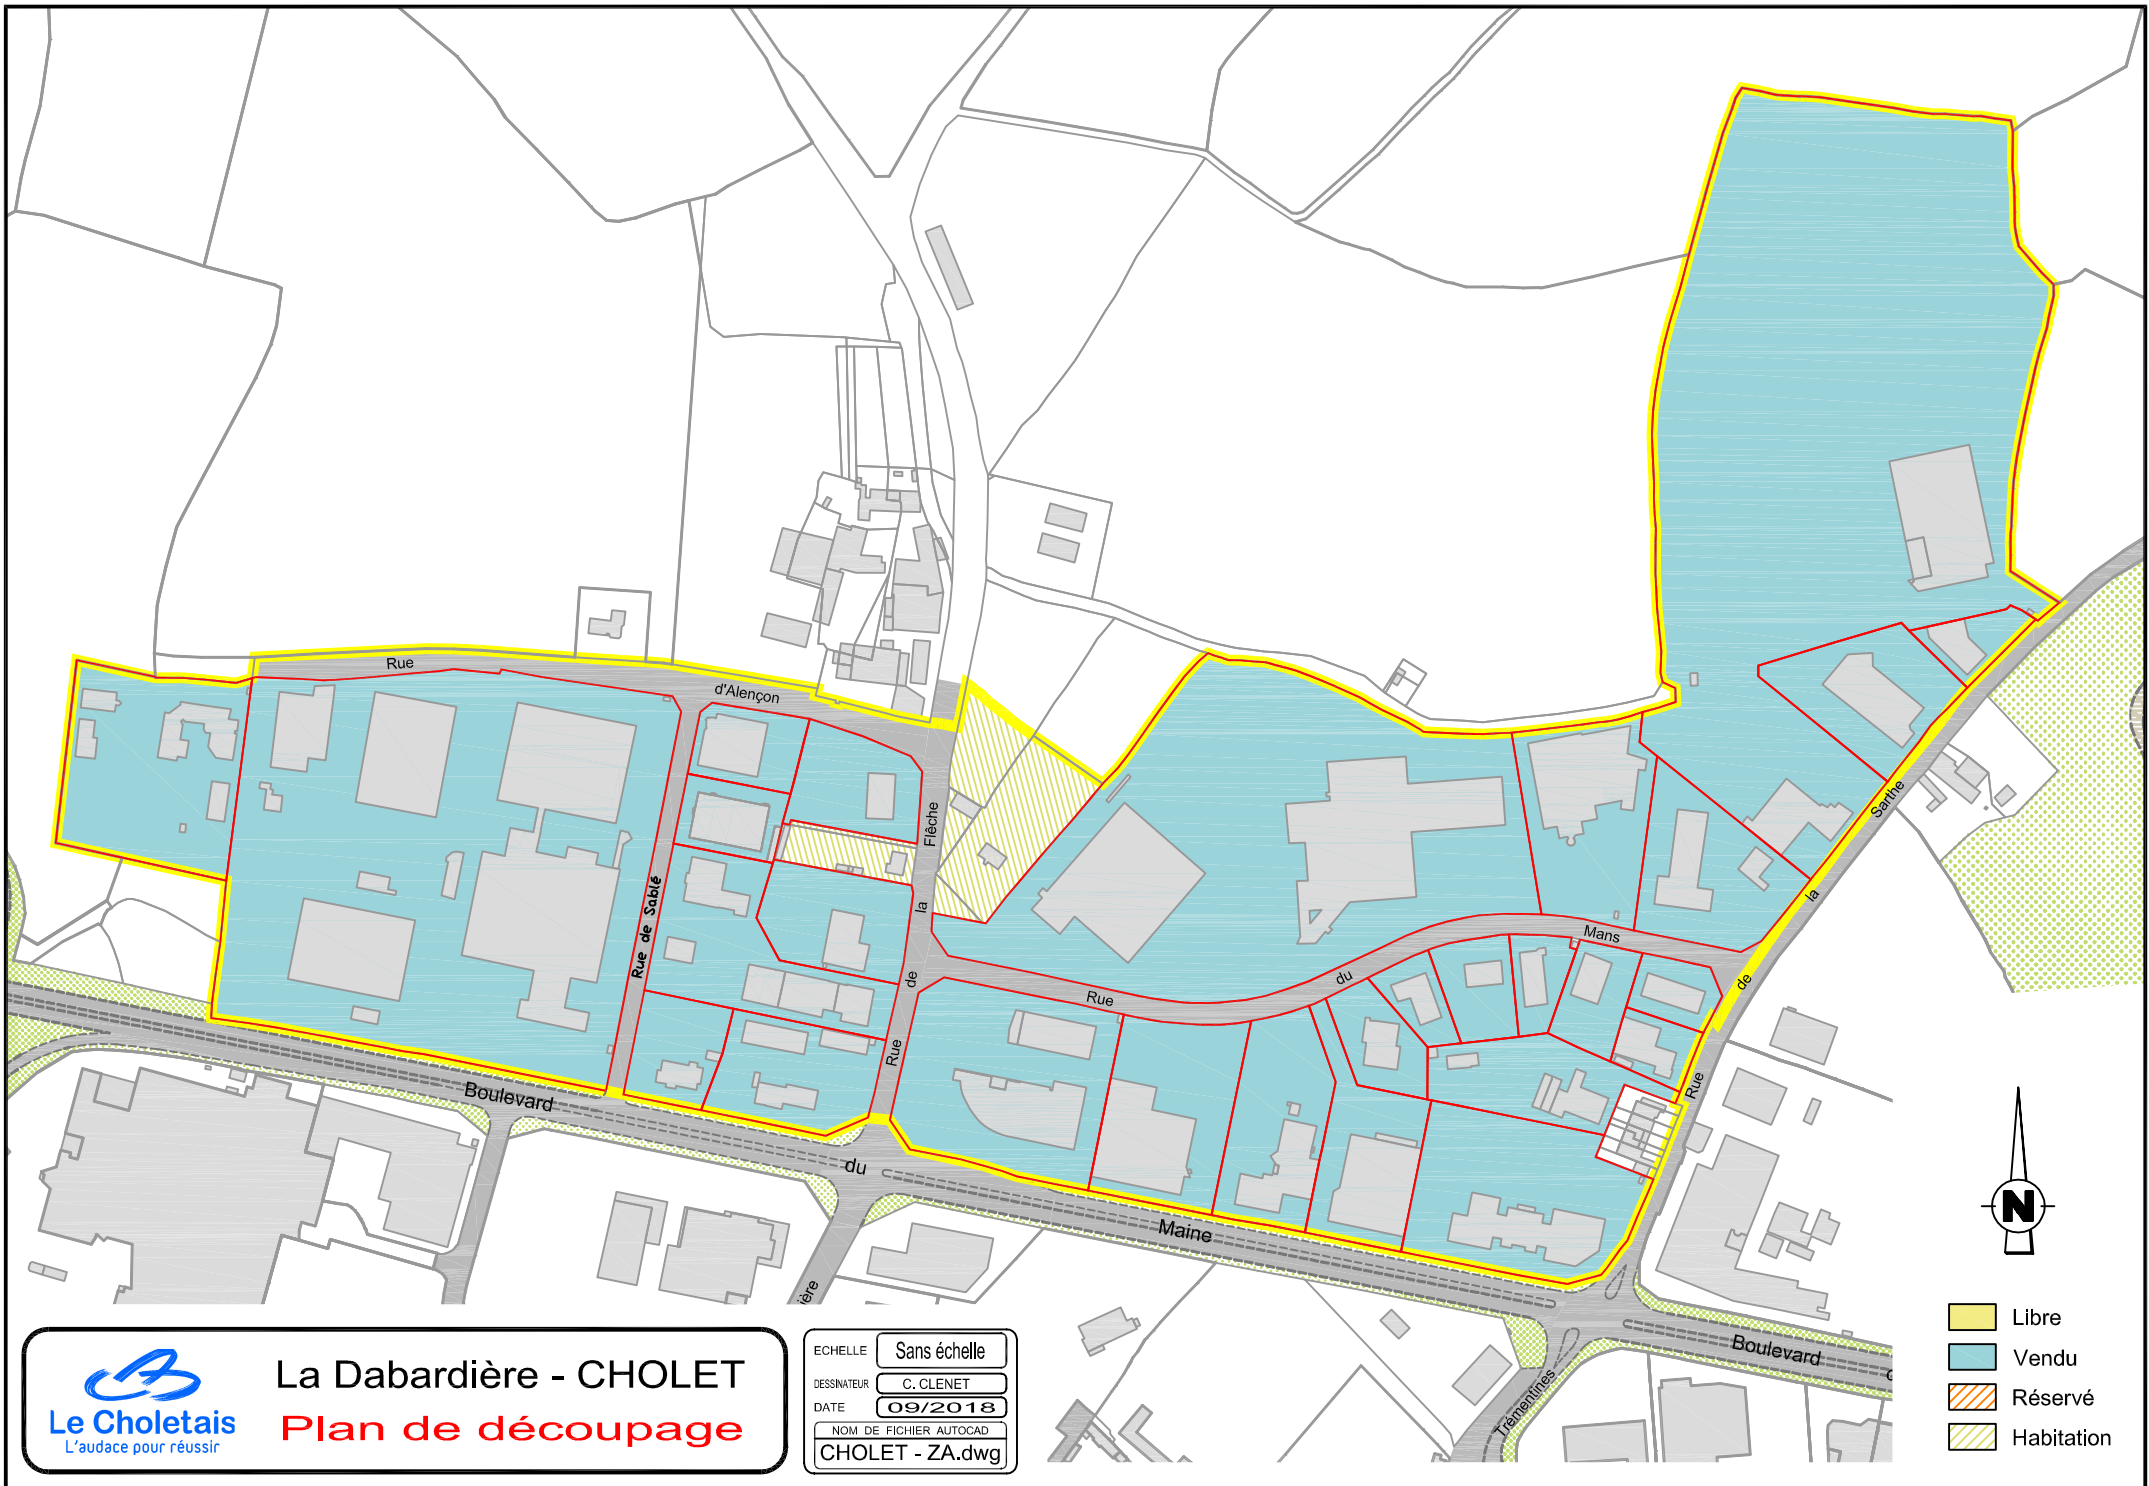 Rue
d'Alençon
Rue de Sablé
Rue de la Flèche
Rue du Mans
Rue de la Sarthe
Boulevard du Maine
Boulevard
Trémentines
ière
N
Libre
Vendu
Réservé
Habitation
Le Choletais
L'audace pour réussir
La Dabardière - CHOLET
Plan de découpage
ECHELLE Sans échelle
DESSINATEUR C. CLENET
DATE 09/2018
NOM DE FICHIER AUTOCAD
CHOLET - ZA.dwg